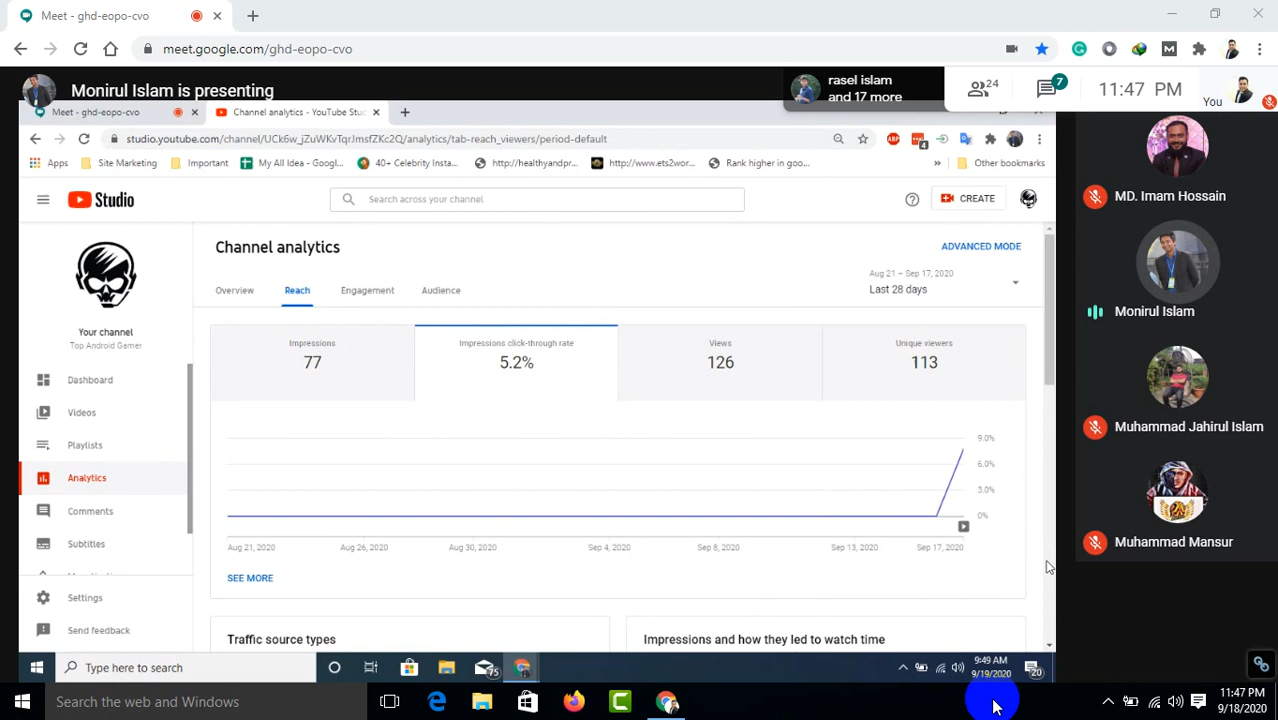 Meet - ghd-eopo-cvo
meet.google.com/ghd-eopo-cvo
Monirul Islam is presenting
rasel islam
and 17 more
24
7
11:47 PM
You
Meet - ghd-eopo-cvo
Channel analytics - YouTube Stu
studio.youtube.com/channel/UCk6w_jZuWKvTqrJmsfZKc2Q/analytics/tab-reach_viewers/period-default
Apps
Site Marketing
Important
My All Idea - Googl...
40+ Celebrity Insta...
http://healthyandpr...
http://www.ets2wor...
Rank higher in goo...
»
Other bookmarks
Studio
Search across your channel
CREATE
Your channel
Top Android Gamer
Dashboard
Videos
Playlists
Analytics
Comments
Subtitles
Settings
Send feedback
Channel analytics
ADVANCED MODE
Overview
Reach
Engagement
Audience
Aug 21 – Sep 17, 2020
Last 28 days
Impressions
77
Impressions click-through rate
5.2%
Views
126
Unique viewers
113
9.0%
6.0%
3.0%
0%
Aug 21, 2020
Aug 26, 2020
Aug 30, 2020
Sep 4, 2020
Sep 8, 2020
Sep 13, 2020
Sep 17, 2020
SEE MORE
Traffic source types
Impressions and how they led to watch time
MD. Imam Hossain
Monirul Islam
Muhammad Jahirul Islam
Muhammad Mansur
Type here to search
75
9:49 AM
9/19/2020
20
Search the web and Windows
11:47 PM
9/18/2020